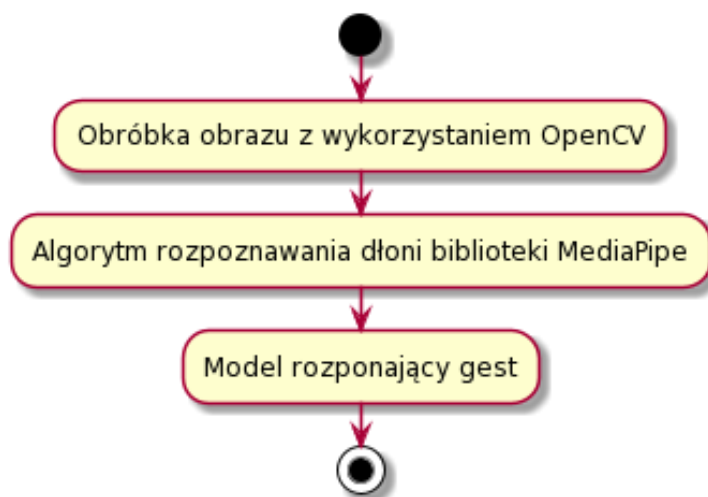 Obróbka obrazu z wykorzystaniem OpenCV
Algorytm rozpoznawania dłoni biblioteki MediaPipe
Model rozponający gest